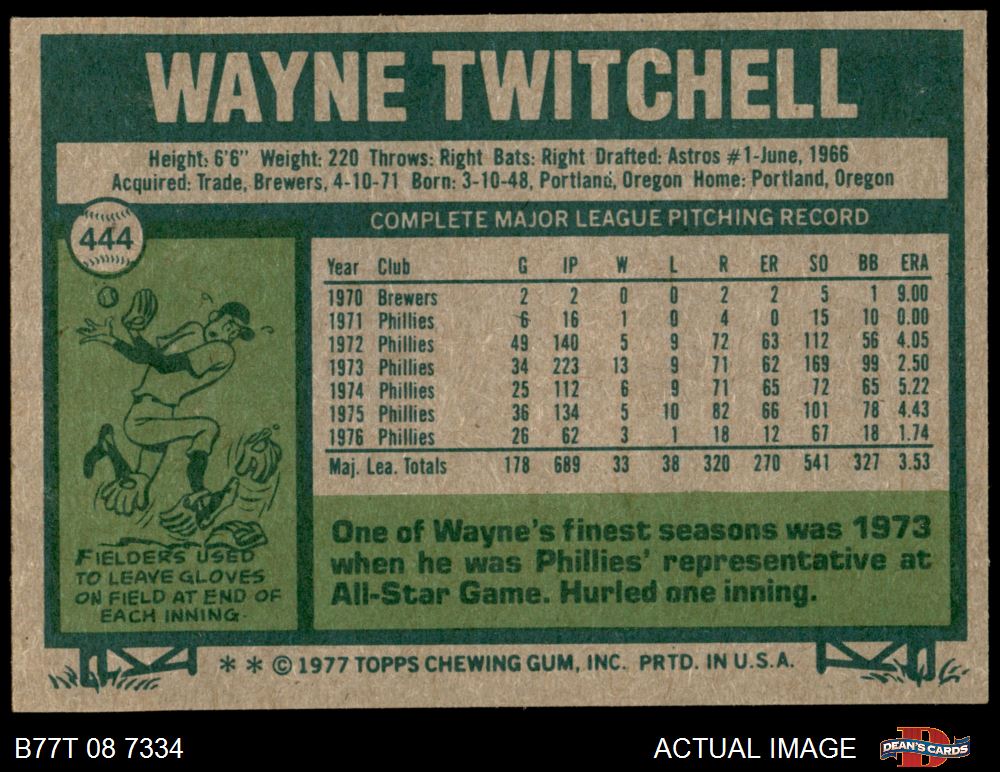 WAYNE TWITCHELL
Height: 6'6" Weight: 220 Throws: Right Bats: Right Drafted: Astros #1-June, 1966
Acquired: Trade, Brewers, 4-10-71 Born: 3-10-48, Portland, Oregon Home: Portland, Oregon
444
COMPLETE MAJOR LEAGUE PITCHING RECORD
Year Club G IP W L R ER SO BB ERA
1970 Brewers 2 2 0 0 2 2 5 1 9.00
1971 Phillies 6 16 1 0 4 0 15 10 0.00
1972 Phillies 49 140 5 9 72 63 112 56 4.05
1973 Phillies 34 223 13 9 71 62 169 99 2.50
1974 Phillies 25 112 6 9 71 65 72 65 5.22
1975 Phillies 36 134 5 10 82 66 101 78 4.43
1976 Phillies 26 62 3 1 18 12 67 18 1.74
Maj. Lea. Totals 178 689 33 38 320 270 541 327 3.53
FIELDERS USED
TO LEAVE GLOVES
ON FIELD AT END OF
EACH INNING.
One of Wayne's finest seasons was 1973
when he was Phillies' representative at
All-Star Game. Hurled one inning.
* * © 1977 TOPPS CHEWING GUM, INC. PRTD. IN U.S.A.
B77T 08 7334
ACTUAL IMAGE
D
DEAN'S CARDS